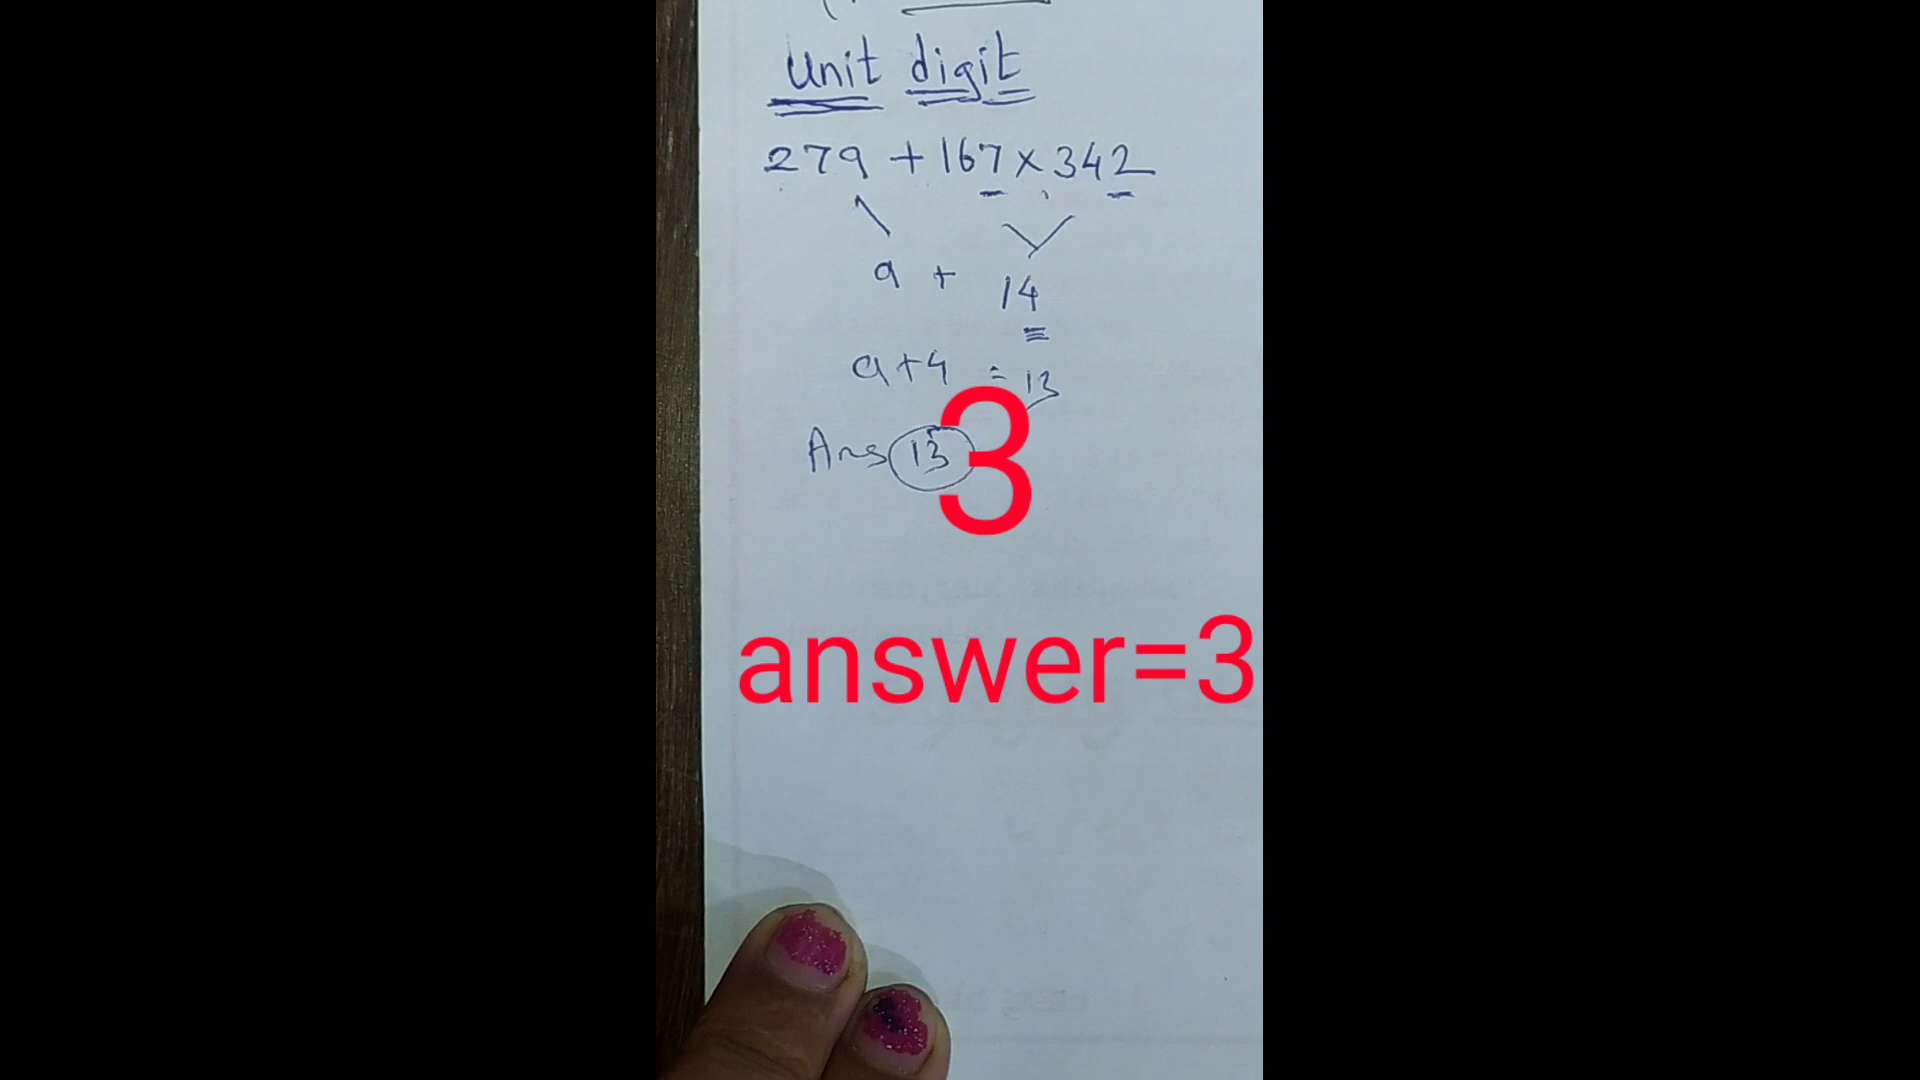 Unit digit
279 + 167 × 342
9 + 14
9+4 = 13
Ans 13
3
answer=3